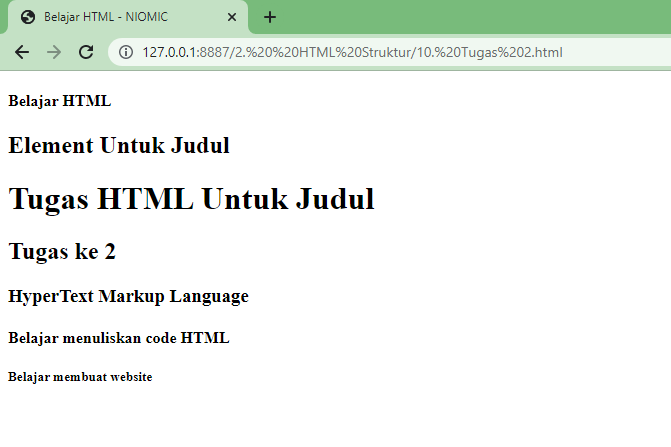 Belajar HTML - NIOMIC
127.0.0.1:8887/2.%20%20HTML%20Struktur/10.%20Tugas%202.html
Belajar HTML
Element Untuk Judul
Tugas HTML Untuk Judul
Tugas ke 2
HyperText Markup Language
Belajar menuliskan code HTML
Belajar membuat website